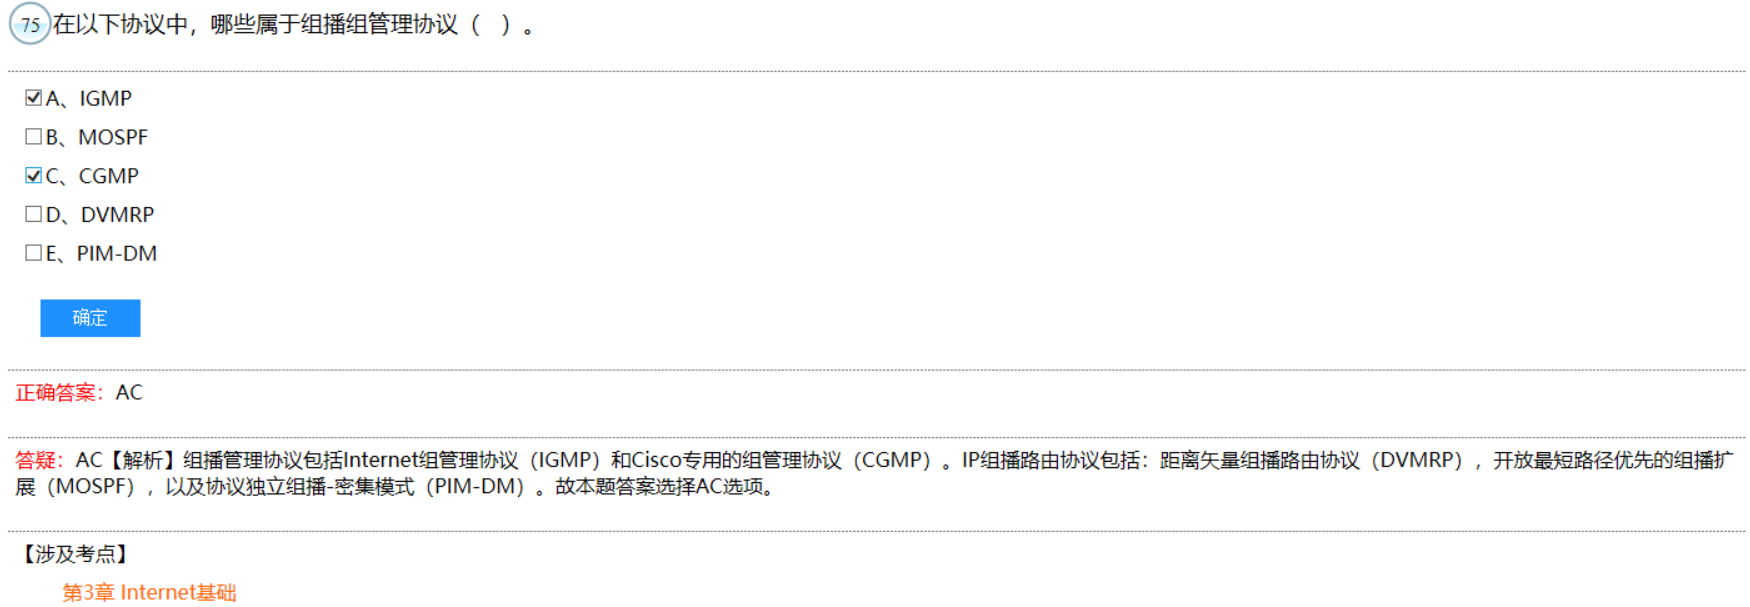 75 在以下协议中，哪些属于组播组管理协议（　）。
A、IGMP
B、MOSPF
C、CGMP
D、DVMRP
E、PIM-DM
确定
正确答案：AC
答疑：AC【解析】组播管理协议包括Internet组管理协议（IGMP）和Cisco专用的组管理协议（CGMP）。IP组播路由协议包括：距离矢量组播路由协议（DVMRP），开放最短路径优先的组播扩
展（MOSPF），以及协议独立组播-密集模式（PIM-DM）。故本题答案选择AC选项。
【涉及考点】
第3章 Internet基础